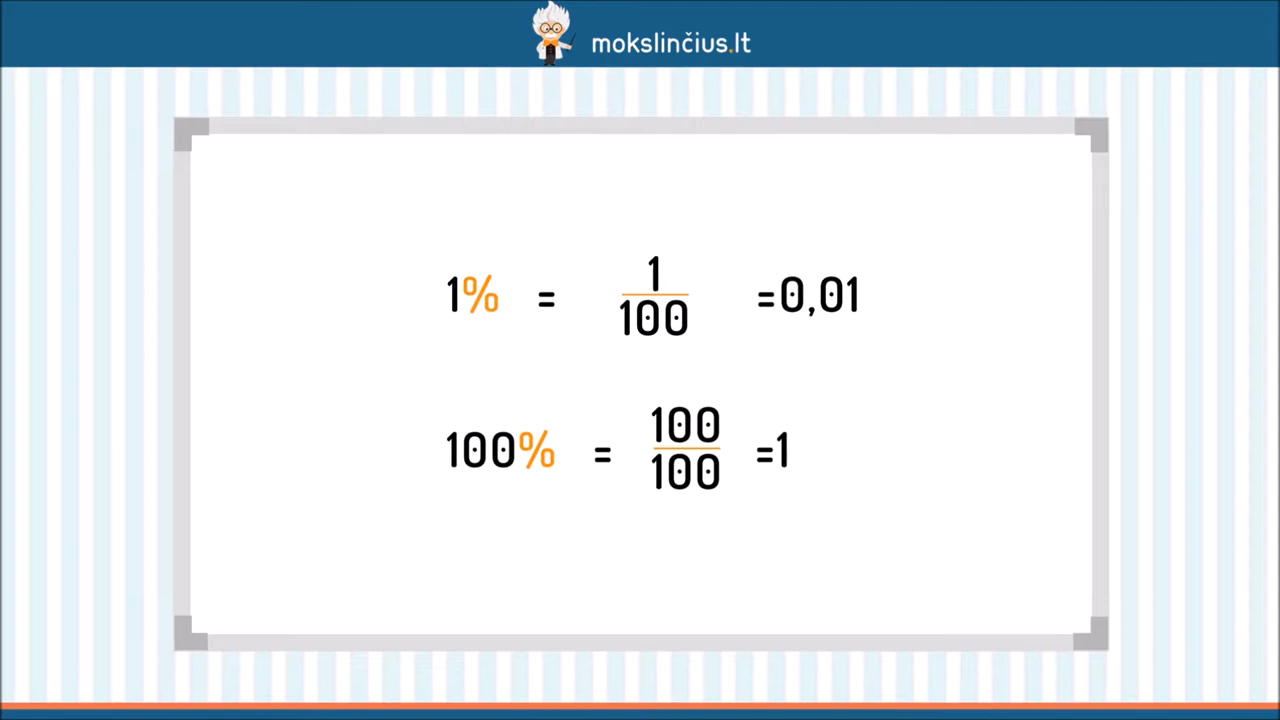 mokslinčius.lt
1% = 1/100 =0,01
100% = 100/100 =1